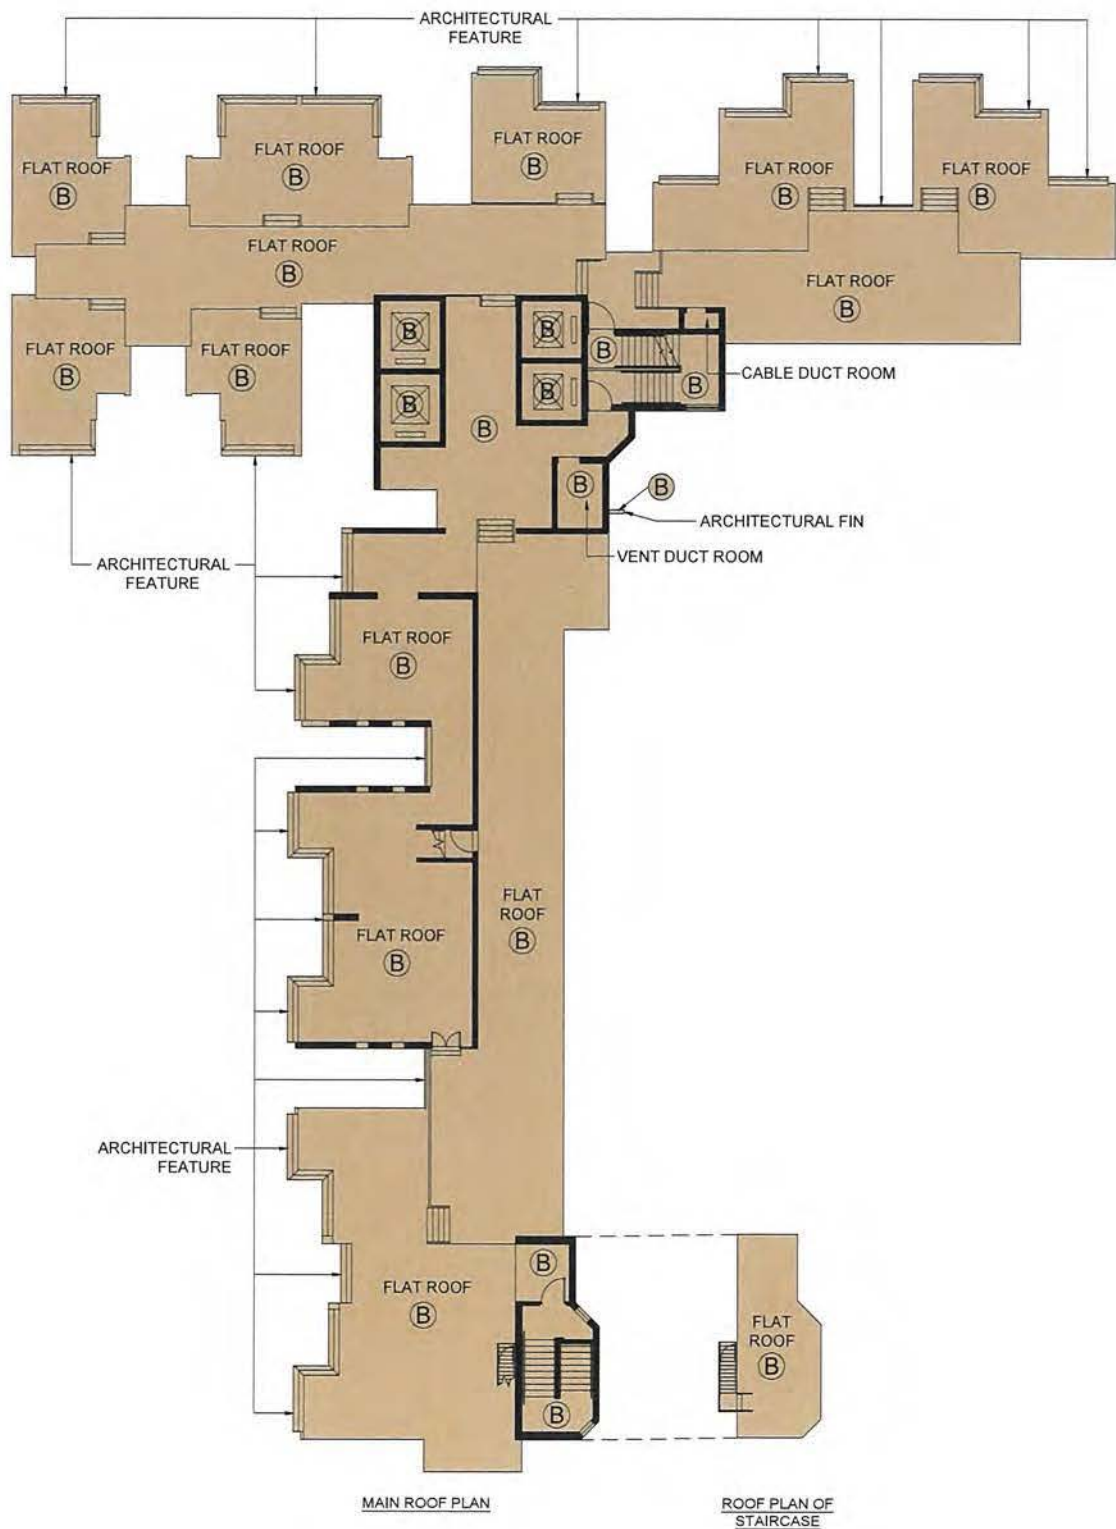 ARCHITECTURAL
FEATURE
FLAT ROOF
B
FLAT ROOF
B
FLAT ROOF
B
FLAT ROOF
B
FLAT ROOF
B
FLAT ROOF
B
FLAT ROOF
B
FLAT ROOF
B
FLAT ROOF
B
B
B
B
B
B
B
CABLE DUCT ROOM
B
B
B
ARCHITECTURAL FIN
VENT DUCT ROOM
ARCHITECTURAL
FEATURE
FLAT ROOF
B
FLAT
ROOF
B
FLAT ROOF
B
ARCHITECTURAL
FEATURE
B
FLAT ROOF
B
B
FLAT
ROOF
B
MAIN ROOF PLAN
ROOF PLAN OF
STAIRCASE